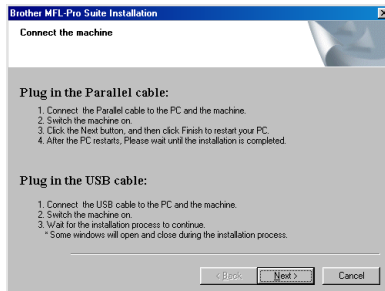 Brother MFL-Pro Suite Installation
Connect the machine
Plug in the Parallel cable:
1. Connect the Parallel cable to the PC and the machine.
2. Switch the machine on.
3. Click the Next button, and then click Finish to restart your PC.
4. After the PC restarts, Please wait until the installation is completed.
Plug in the USB cable:
1. Connect the USB cable to the PC and the machine.
2. Switch the machine on.
3. Wait for the installation process to continue.
* Some windows will open and close during the installation process.
< Back Next > Cancel